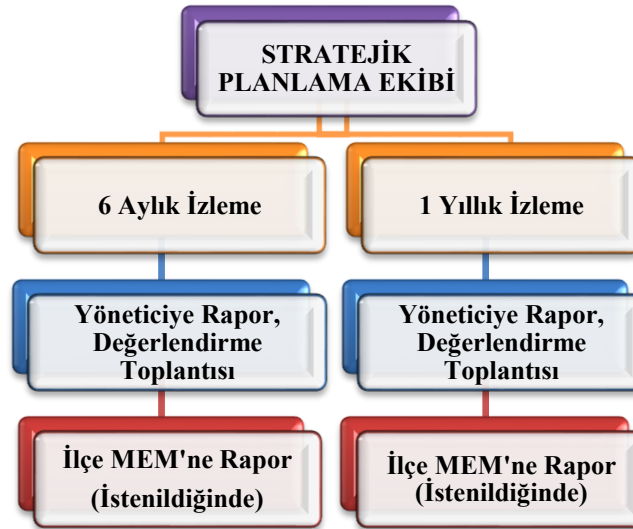 STRATEJİK
PLANLAMA EKİBİ
6 Aylık İzleme
1 Yıllık İzleme
Yöneticiye Rapor,
Değerlendirme
Toplantısı
Yöneticiye Rapor,
Değerlendirme
Toplantısı
İlçe MEM'ne Rapor
(İstenildiğinde)
İlçe MEM'ne Rapor
(İstenildiğinde)